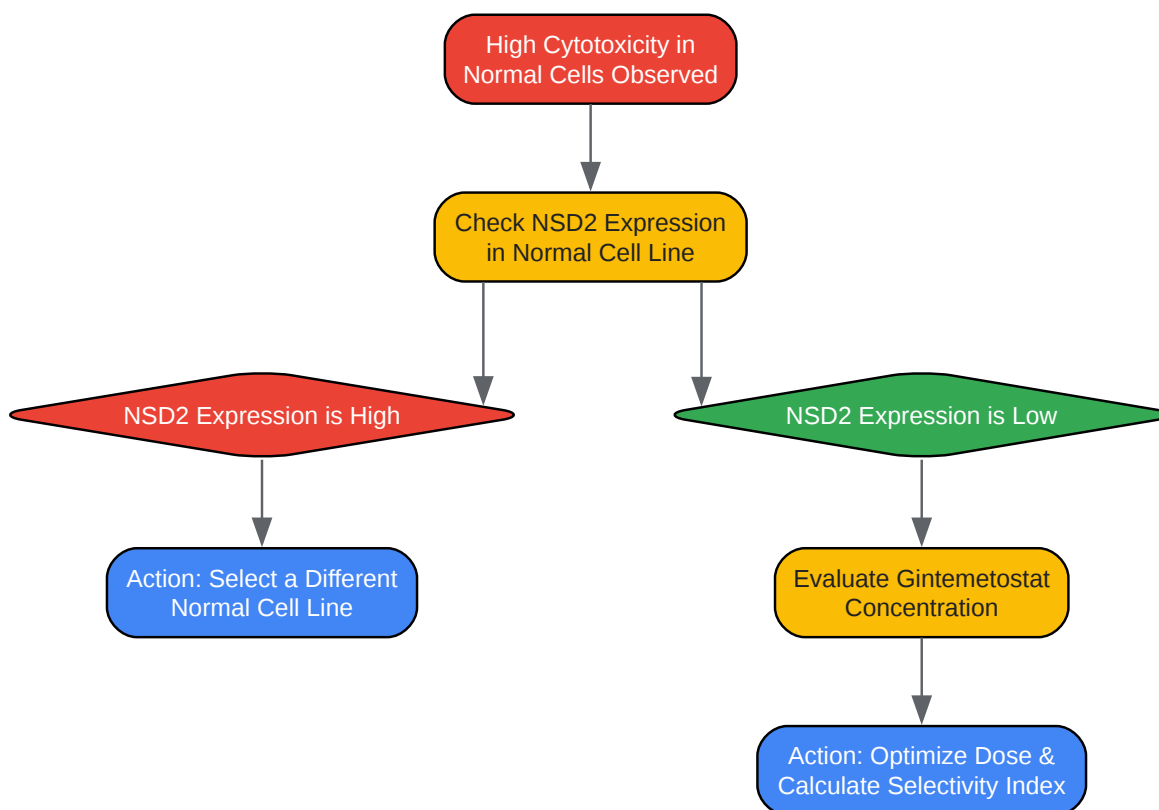 High Cytotoxicity in
Normal Cells Observed
Check NSD2 Expression
in Normal Cell Line
NSD2 Expression is High
NSD2 Expression is Low
Action: Select a Different
Normal Cell Line
Evaluate Gintemetostat
Concentration
Action: Optimize Dose &
Calculate Selectivity Index